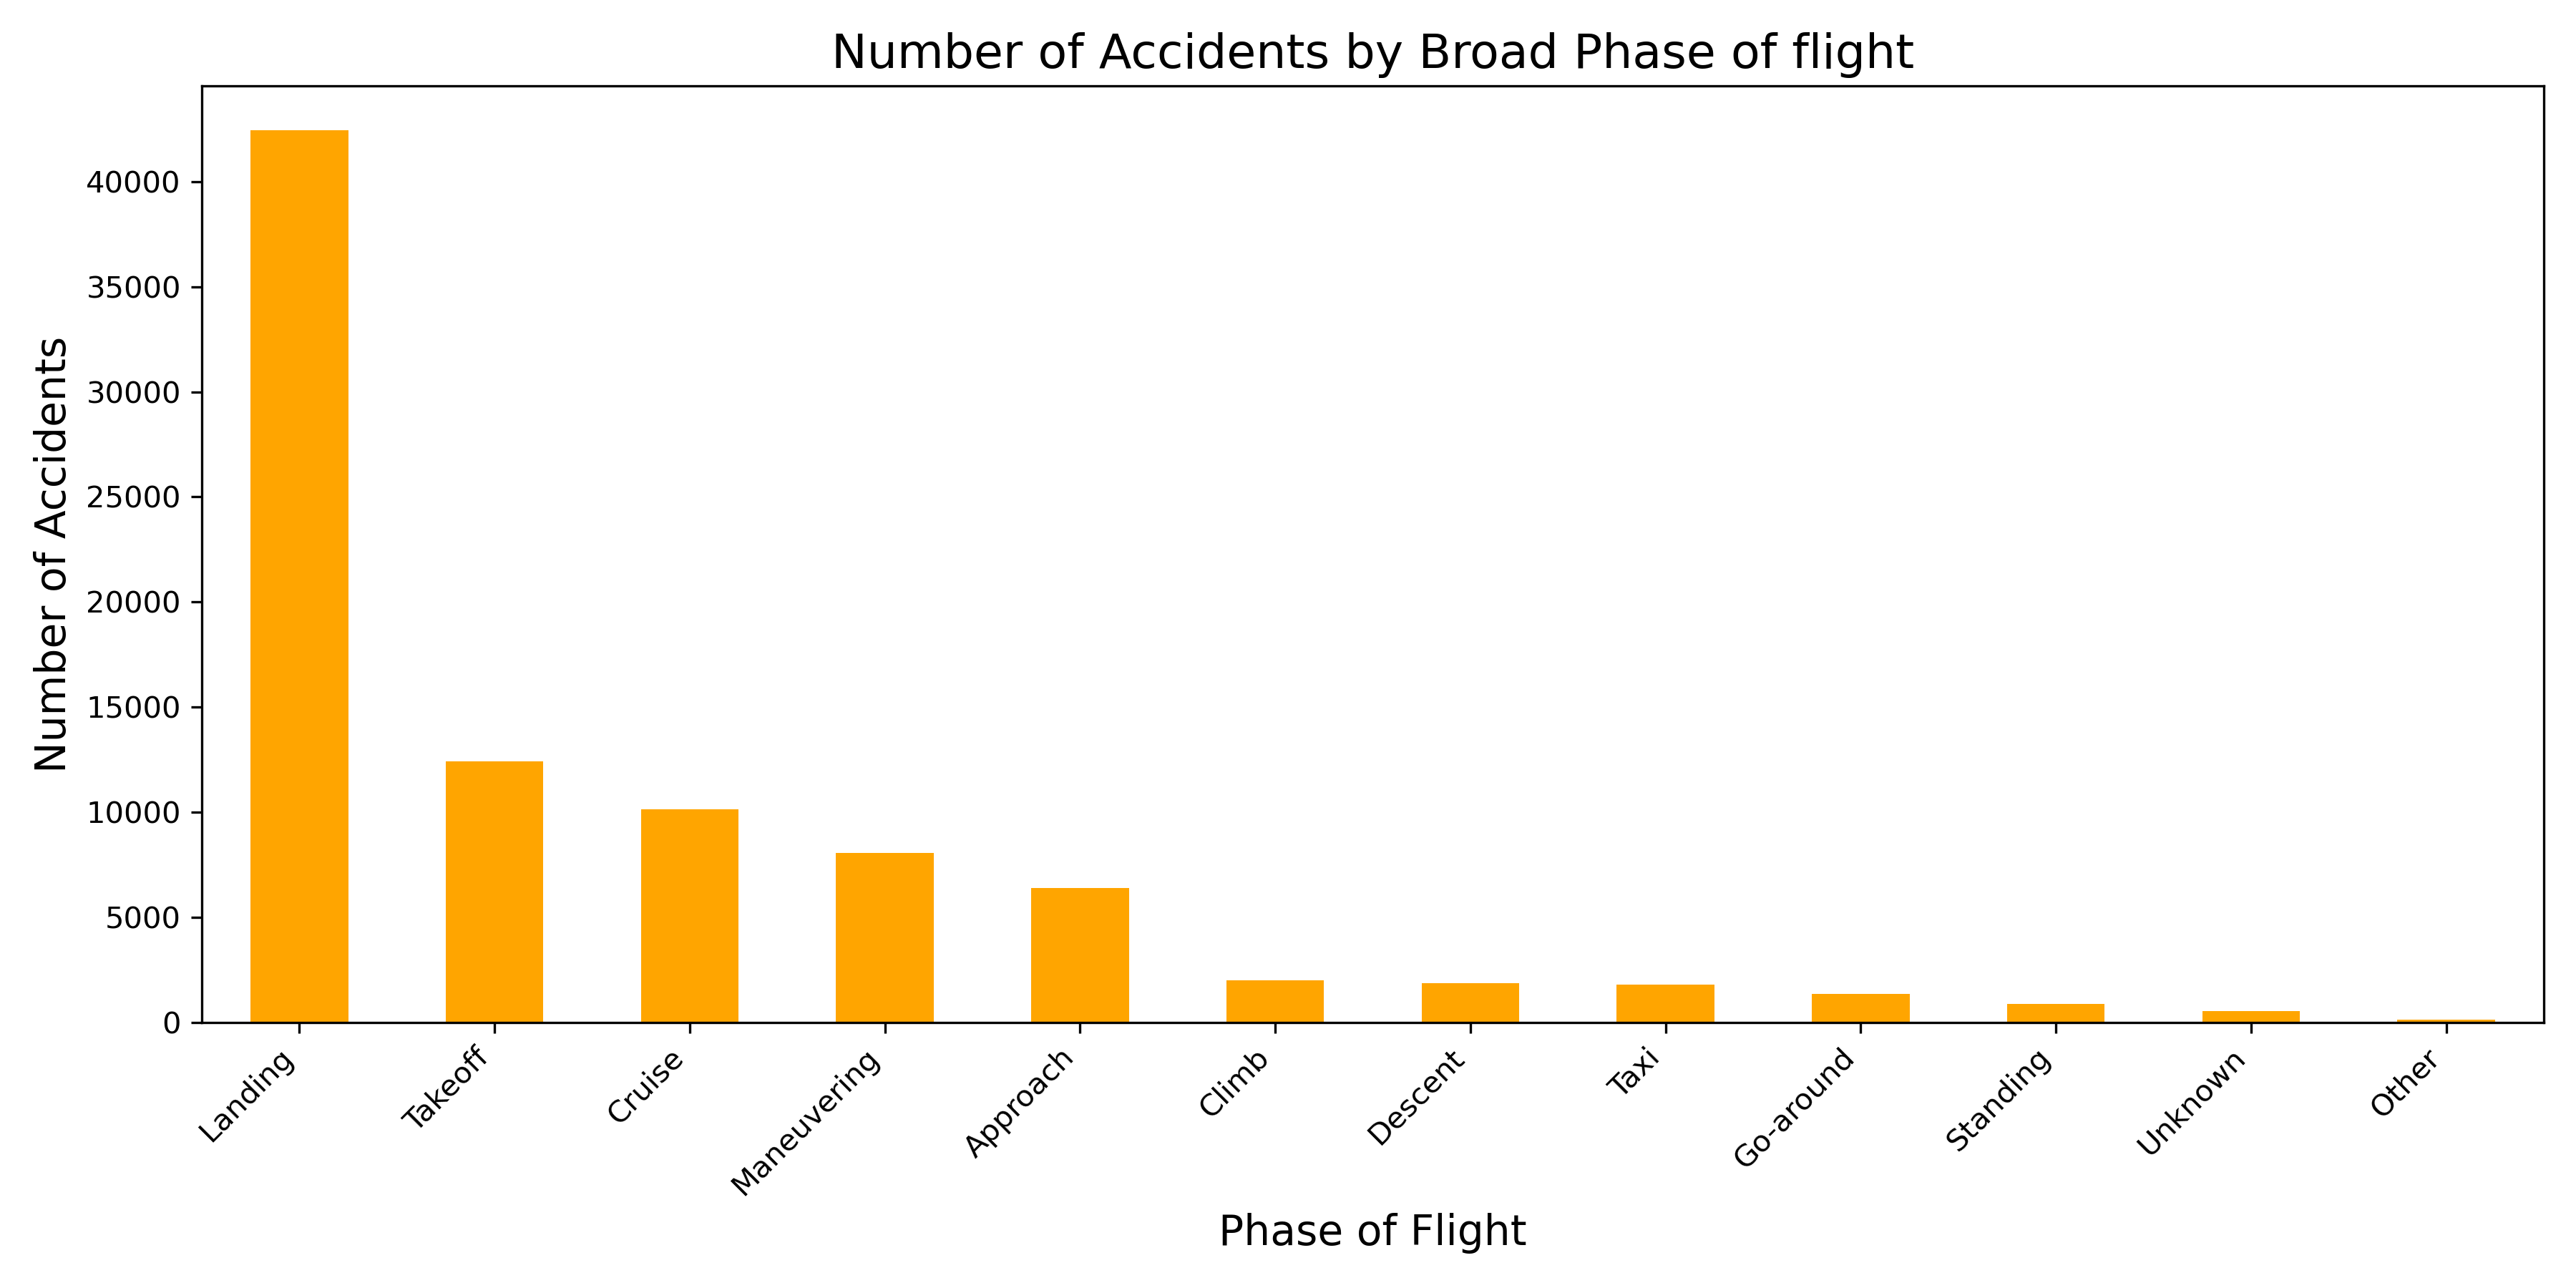 Number of Accidents by Broad Phase of flight
Number of Accidents
40000
35000
30000
25000
20000
15000
10000
5000
0
Landing
Takeoff
Cruise
Maneuvering
Approach
Climb
Descent
Taxi
Go-around
Standing
Unknown
Other
Phase of Flight